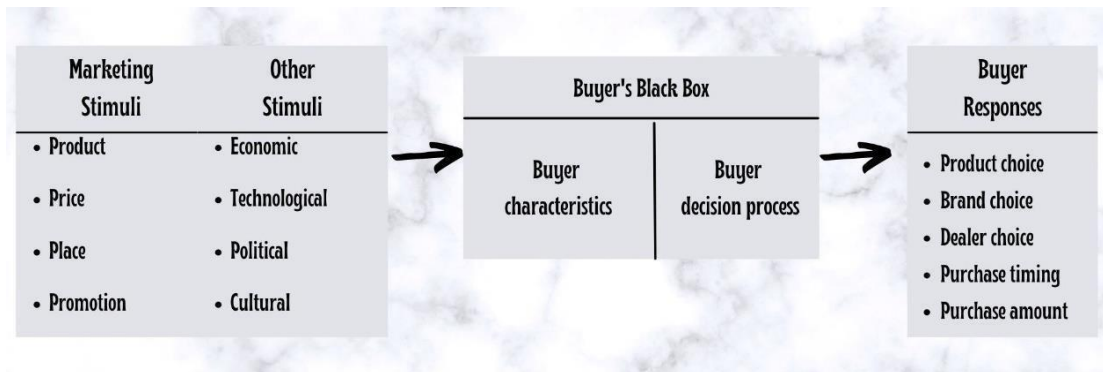 Marketing
Stimuli
Other
Stimuli
• Product
• Price
• Place
• Promotion
• Economic
• Technological
• Political
• Cultural
Buyer's Black Box
Buyer
characteristics
Buyer
decision process
Buyer
Responses
• Product choice
• Brand choice
• Dealer choice
• Purchase timing
• Purchase amount